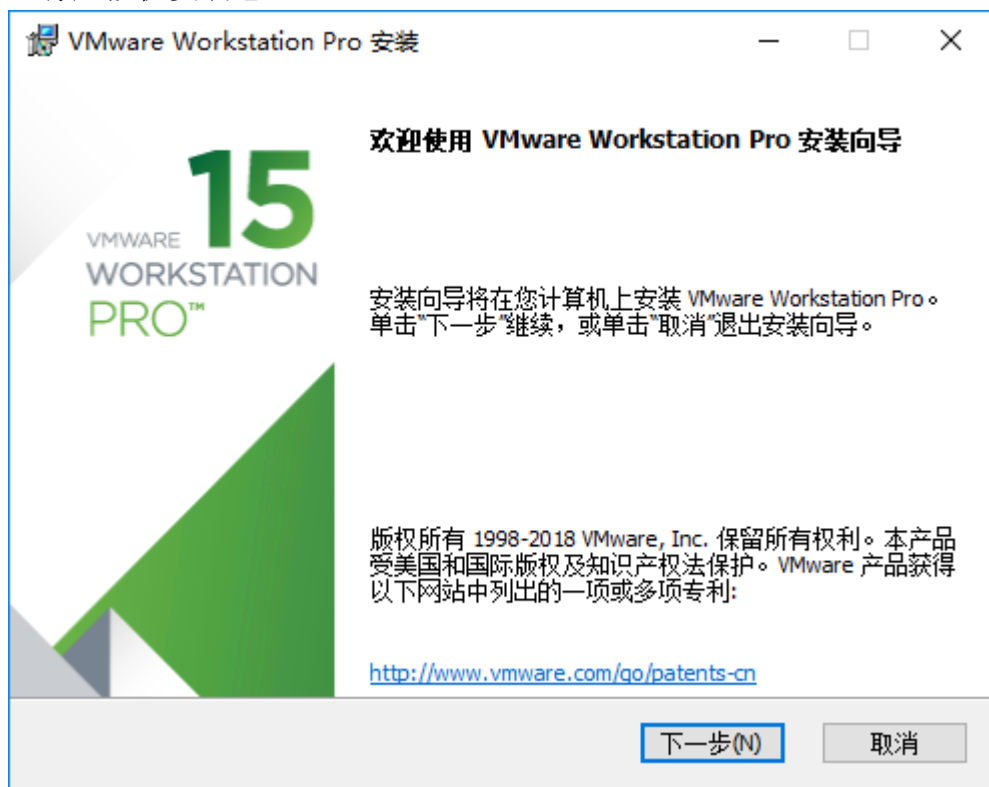 VMware Workstation Pro 安装
欢迎使用 VMware Workstation Pro 安装向导
15
VMWARE
WORKSTATION
PRO™
安装向导将在您计算机上安装 VMware Workstation Pro。
单击"下一步"继续，或单击"取消"退出安装向导。
版权所有 1998-2018 VMware, Inc. 保留所有权利。本产品
受美国和国际版权及知识产权法保护。VMware 产品获得
以下网站中列出的一项或多项专利:
http://www.vmware.com/go/patents-cn
下一步(N)
取消